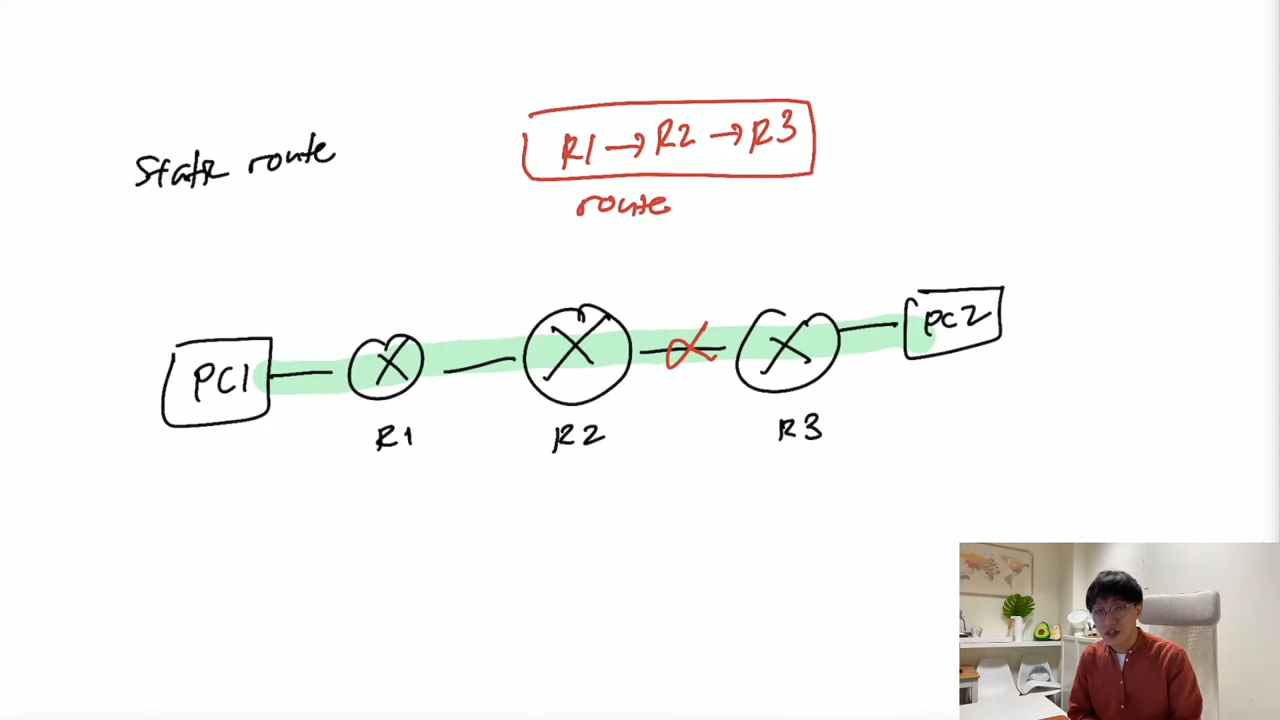 Static route
R1 → R2 → R3
route
PC1
PC2
R1
R2
R3